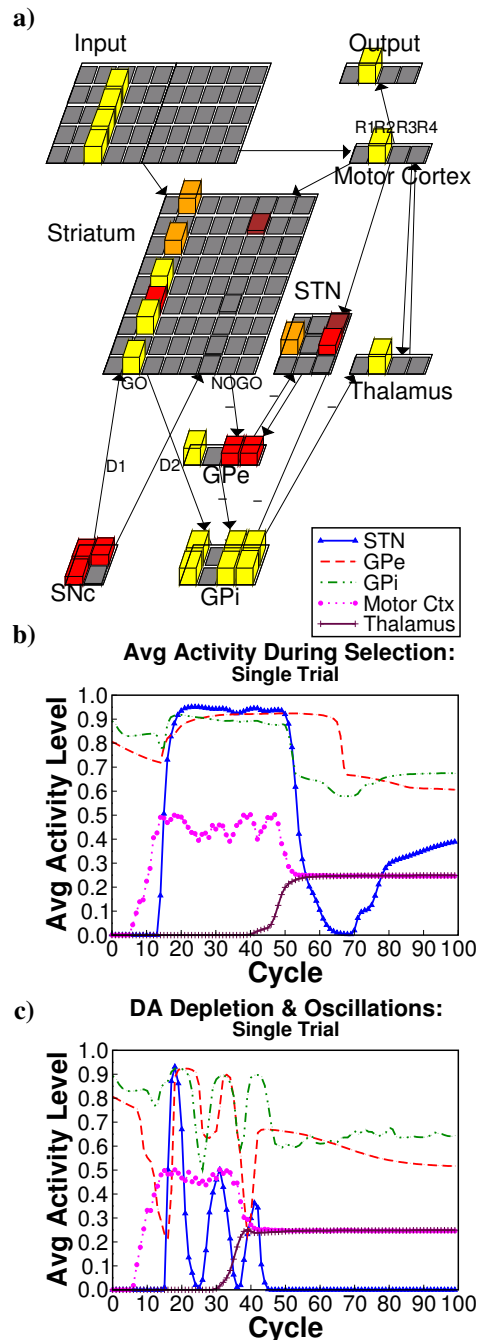 a)
Input
Output
R1R2R3R4
Motor Cortex
Striatum
STN
GO
NOGO
Thalamus
–
–
D1
D2
GPe
–
–
SNc
GPi
STN
GPe
GPi
Motor Ctx
Thalamus
b)
Avg Activity During Selection:
Single Trial
Avg Activity Level
1.0
0.9
0.8
0.7
0.6
0.5
0.4
0.3
0.2
0.1
0.0
0 10 20 30 40 50 60 70 80 90 100
Cycle
c)
DA Depletion & Oscillations:
Single Trial
Avg Activity Level
1.0
0.9
0.8
0.7
0.6
0.5
0.4
0.3
0.2
0.1
0.0
0 10 20 30 40 50 60 70 80 90 100
Cycle